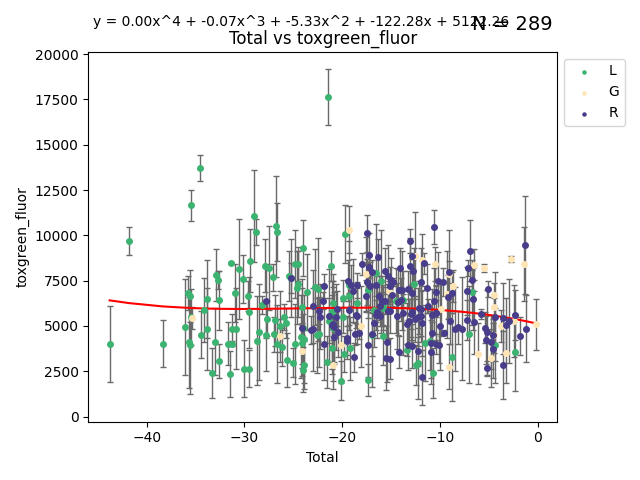 y = 0.00x^4 + -0.07x^3 + -5.33x^2 + -122.28x + 5122.26
N = 289
Total vs toxgreen_fluor
20000
17500
15000
12500
10000
7500
5000
2500
0
toxgreen_fluor
−40 −30 −20 −10 0
Total
L
G
R